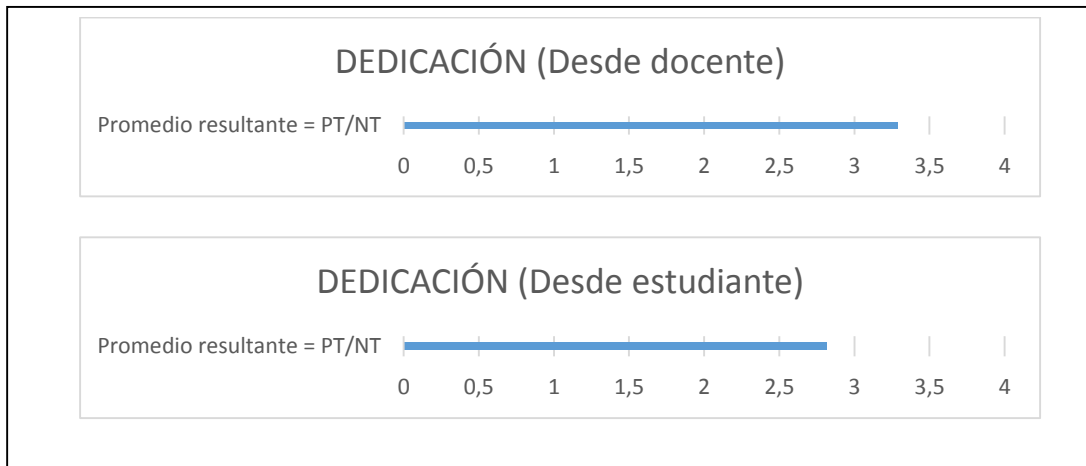 DEDICACIÓN (Desde docente)
Promedio resultante = PT/NT
0 0,5 1 1,5 2 2,5 3 3,5 4
DEDICACIÓN (Desde estudiante)
Promedio resultante = PT/NT
0 0,5 1 1,5 2 2,5 3 3,5 4